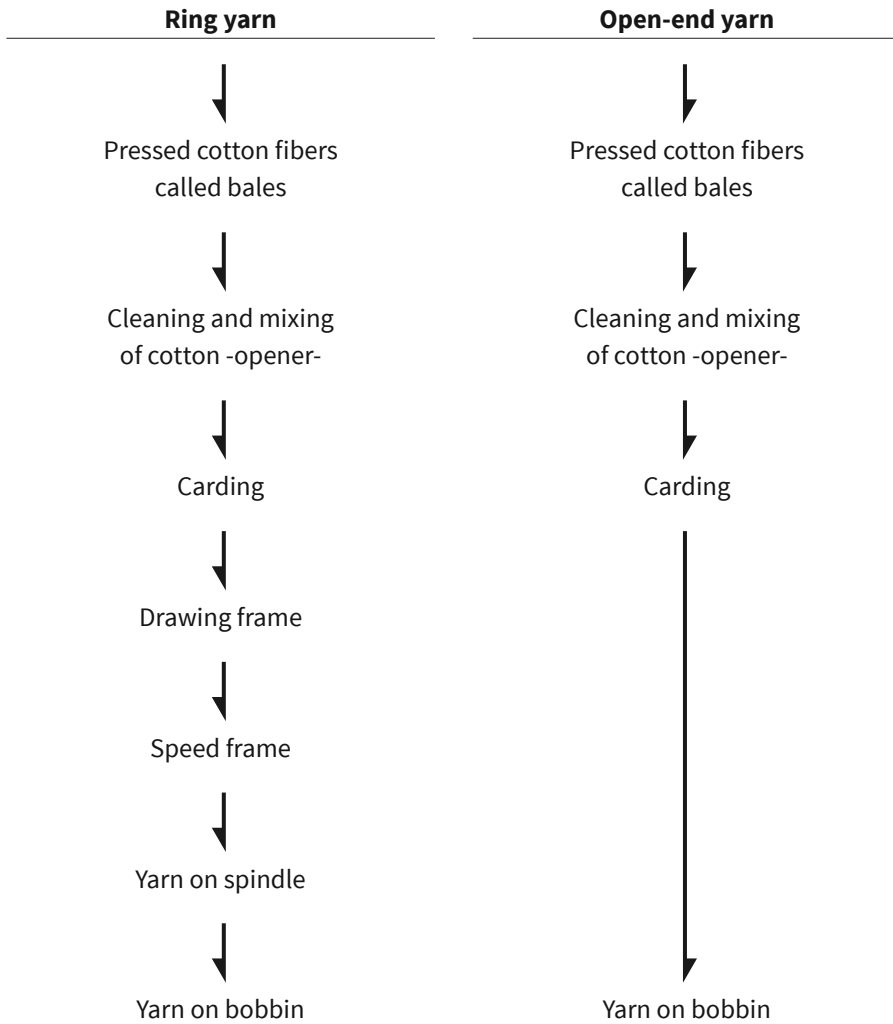 Ring yarn
Pressed cotton fibers
called bales
Cleaning and mixing
of cotton -opener-
Carding
Drawing frame
Speed frame
Yarn on spindle
Yarn on bobbin
Open-end yarn
Pressed cotton fibers
called bales
Cleaning and mixing
of cotton -opener-
Carding
Yarn on bobbin